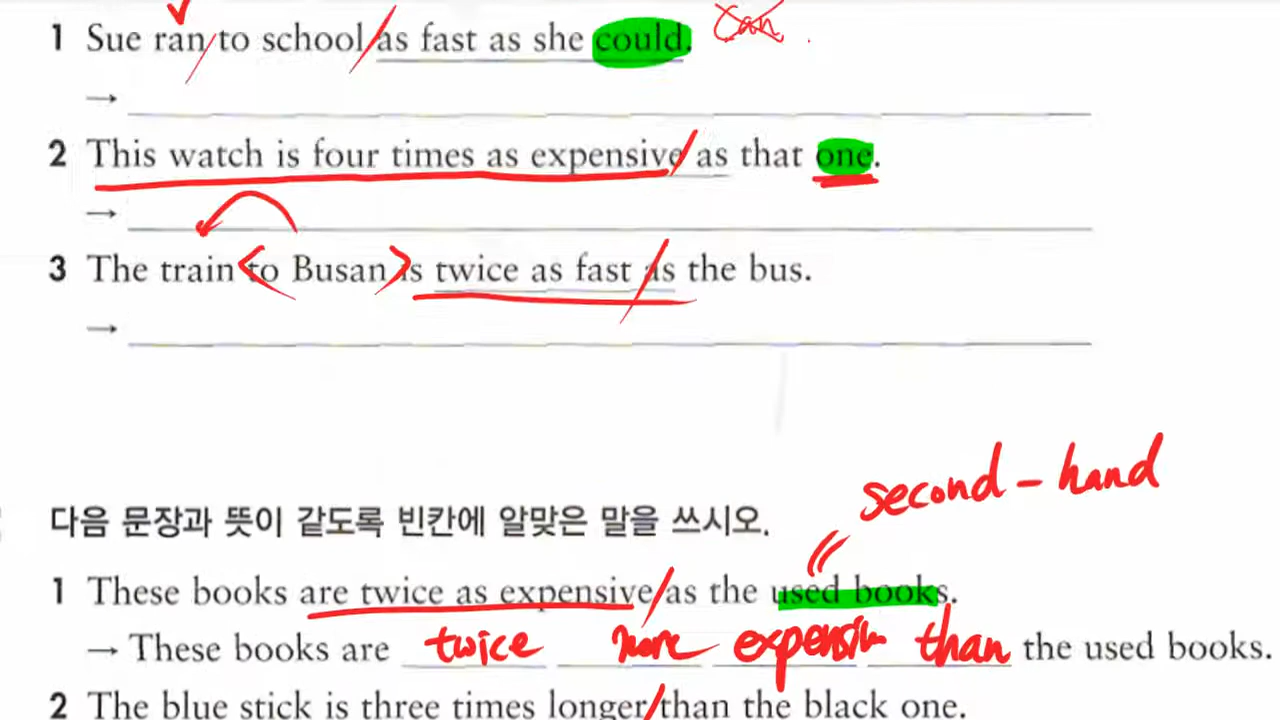 1 Sue ran to school as fast as she could. can
→
2 This watch is four times as expensive as that one.
→
3 The train to Busan is twice as fast as the bus.
→
second-hand
다음 문장과 뜻이 같도록 빈칸에 알맞은 말을 쓰시오.
1 These books are twice as expensive as the used books.
→ These books are twice more expensive than the used books.
2 The blue stick is three times longer than the black one.